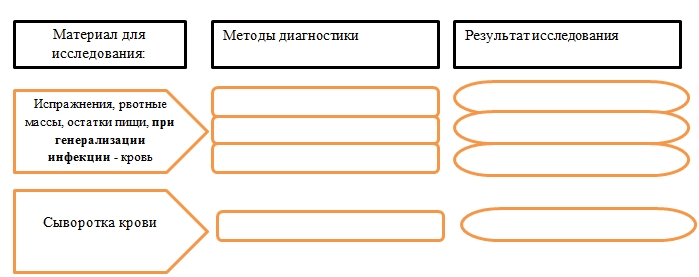 Материал для
исследования:
Методы диагностики
Результат исследования
Испражнения, рвотные
массы, остатки пищи, при
генерализации
инфекции - кровь
Сыворотка крови